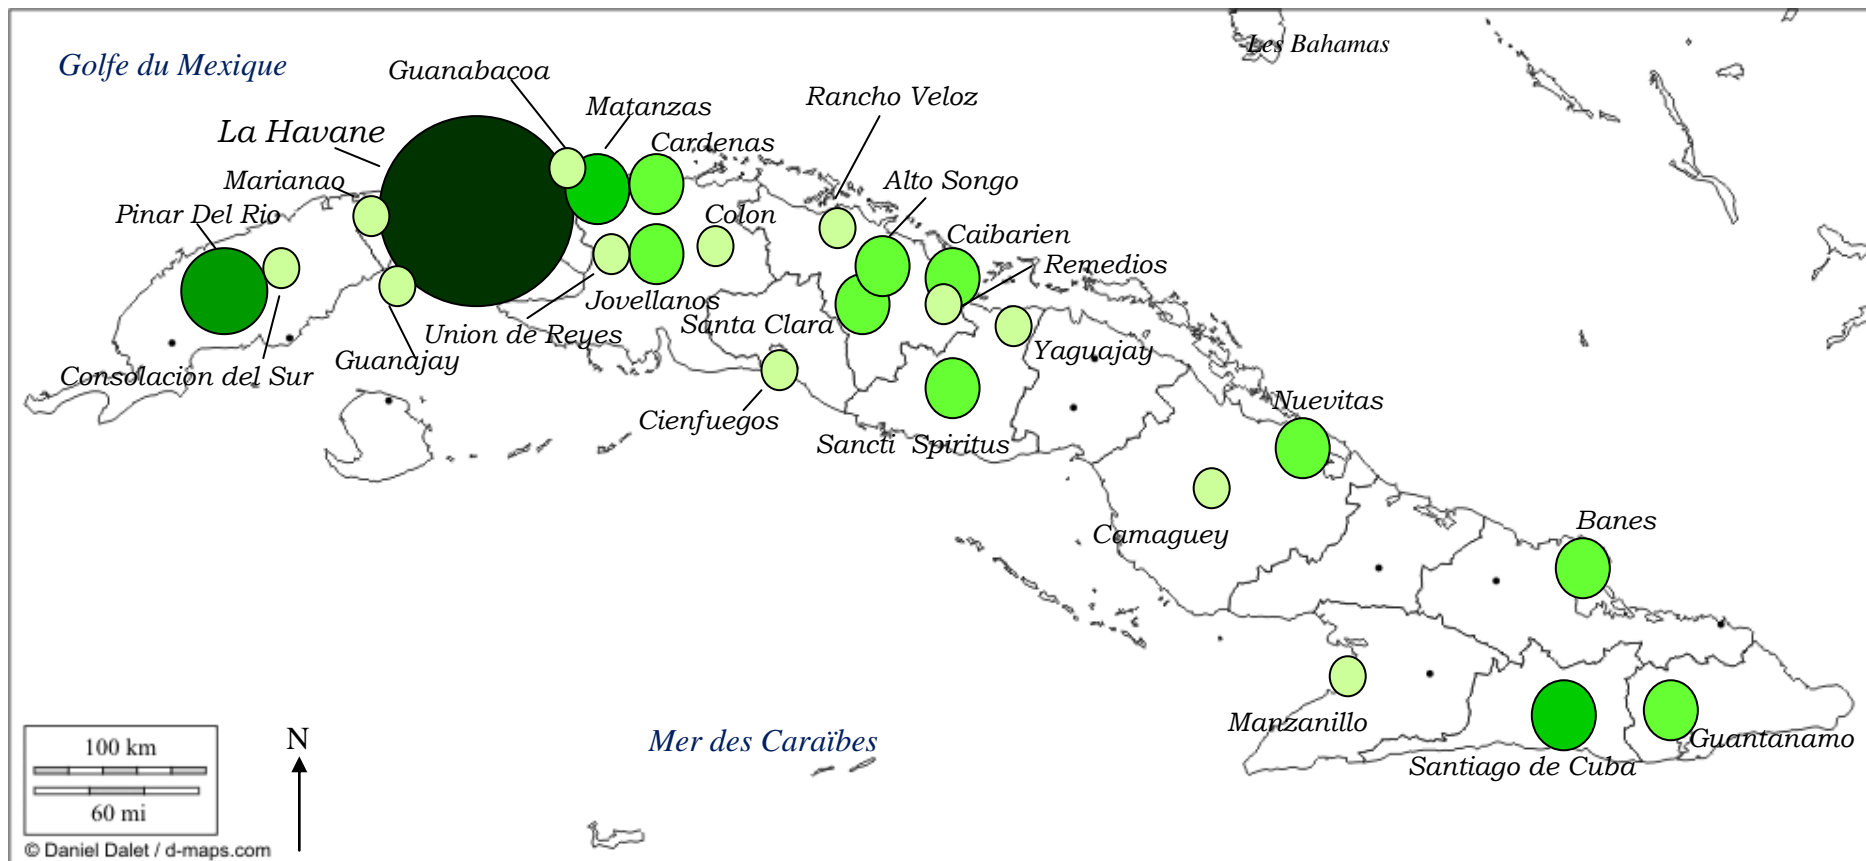 Les Bahamas
Golfe du Mexique
Guanabacoa
Matanzas
Rancho Veloz
La Havane
Cardenas
Marianao
Alto Songo
Pinar Del Rio
Colon
Caibarien
Remedios
Jovellanos
Santa Clara
Union de Reyes
Guanajay
Yaguajay
Consolacion del Sur
Nuevitas
Cienfuegos
Sancti Spiritus
Banes
Camaguey
Manzanillo
Guantanamo
Santiago de Cuba
Mer des Caraïbes
N
100 km
60 mi
© Daniel Dalet / d-maps.com